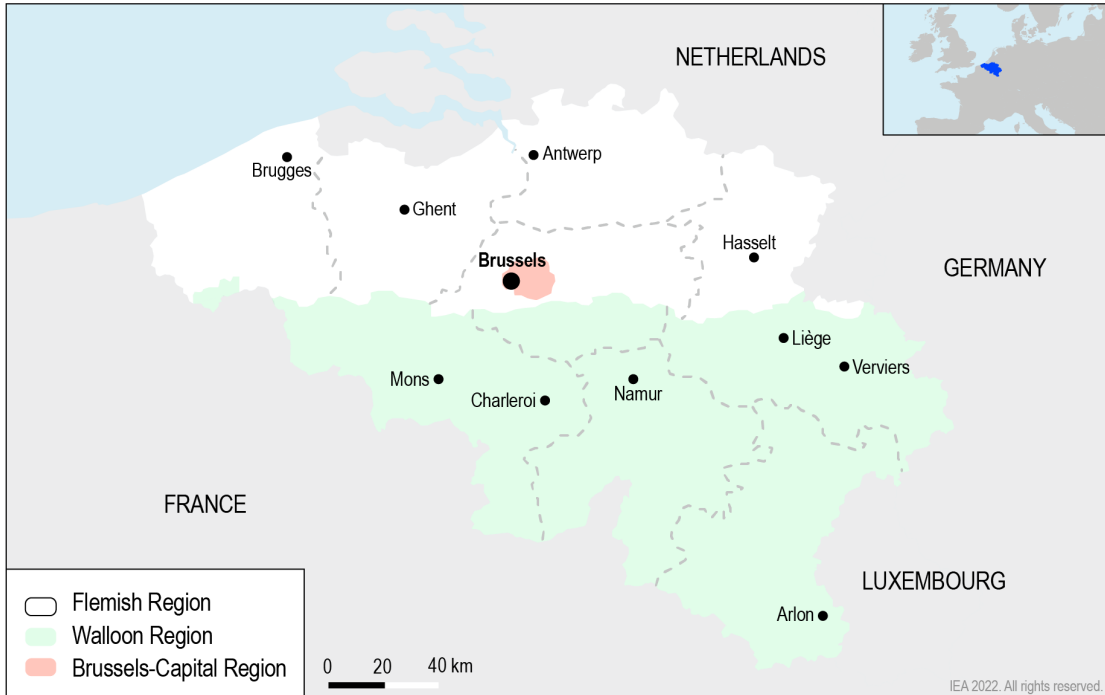 NETHERLANDS
Antwerp
Brugges
Ghent
Hasselt
Brussels
GERMANY
Liège
Verviers
Mons
Namur
Charleroi
FRANCE
LUXEMBOURG
Arlon
Flemish Region
Walloon Region
Brussels-Capital Region
0 20 40 km
IEA 2022. All rights reserved.